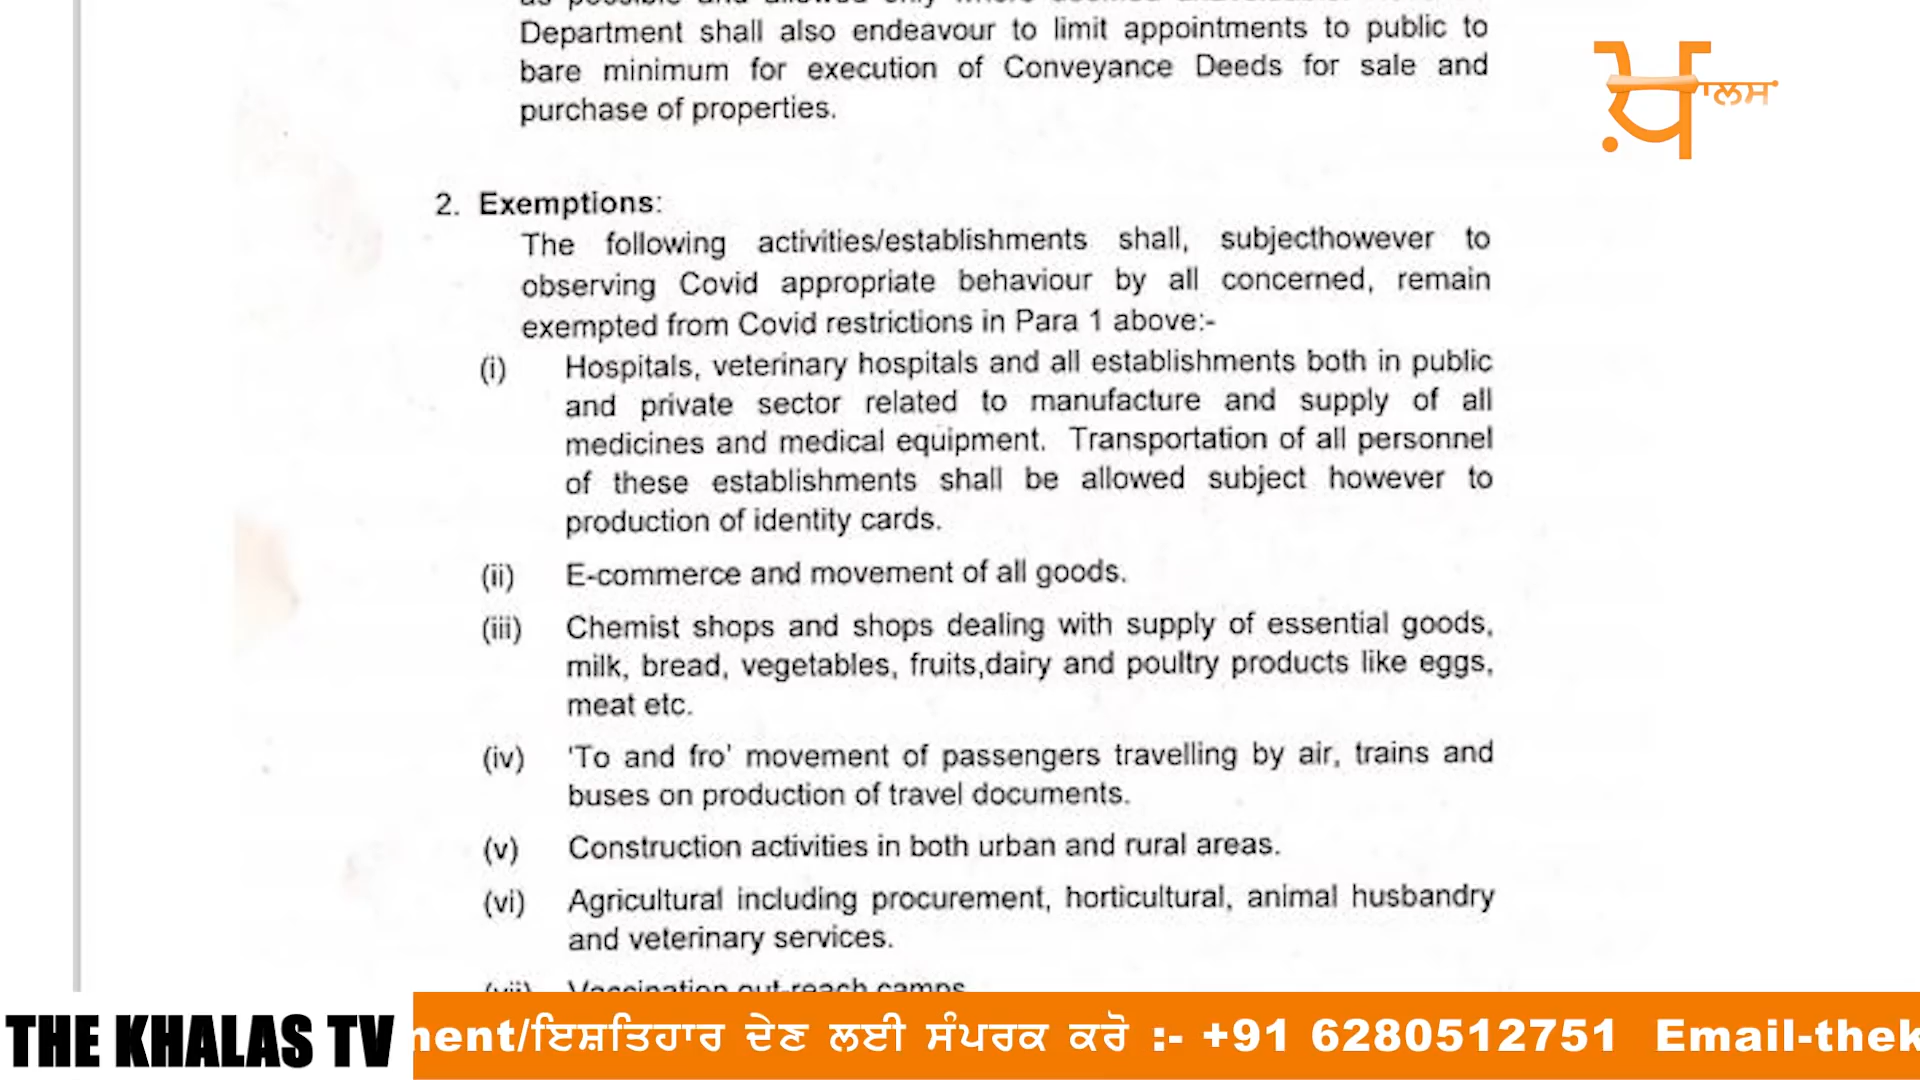 Department shall also endeavour to limit appointments to public to
bare minimum for execution of Conveyance Deeds for sale and
purchase of properties.
ਖ਼ਾਲਸ
2. Exemptions:
The following activities/establishments shall, subjecthowever to
observing Covid appropriate behaviour by all concerned, remain
exempted from Covid restrictions in Para 1 above:-
(i) Hospitals, veterinary hospitals and all establishments both in public
and private sector related to manufacture and supply of all
medicines and medical equipment. Transportation of all personnel
of these establishments shall be allowed subject however to
production of identity cards.
(ii) E-commerce and movement of all goods.
(iii) Chemist shops and shops dealing with supply of essential goods,
milk, bread, vegetables, fruits,dairy and poultry products like eggs,
meat etc.
(iv) 'To and fro' movement of passengers travelling by air, trains and
buses on production of travel documents.
(v) Construction activities in both urban and rural areas.
(vi) Agricultural including procurement, horticultural, animal husbandry
and veterinary services.
(vii) Vaccination out-reach camps
THE KHALAS TV
ment/ਇਸ਼ਤਿਹਾਰ ਦੇਣ ਲਈ ਸੰਪਰਕ ਕਰੋ :- +91 6280512751 Email-thek